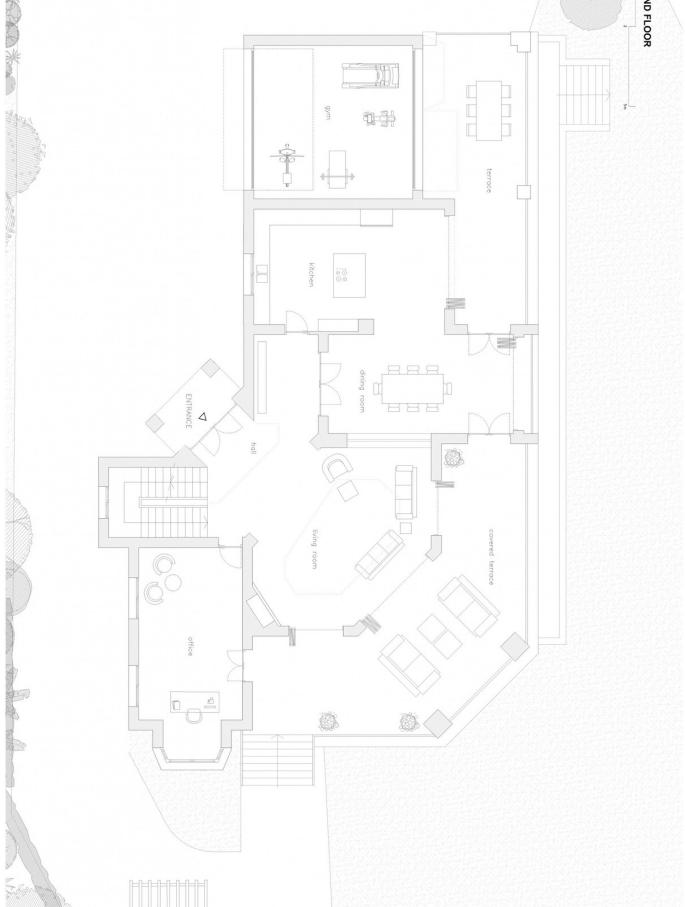 ND FLOOR
gym
terrace
kitchen
dining room
ENTRANCE
hall
living room
covered terrace
office